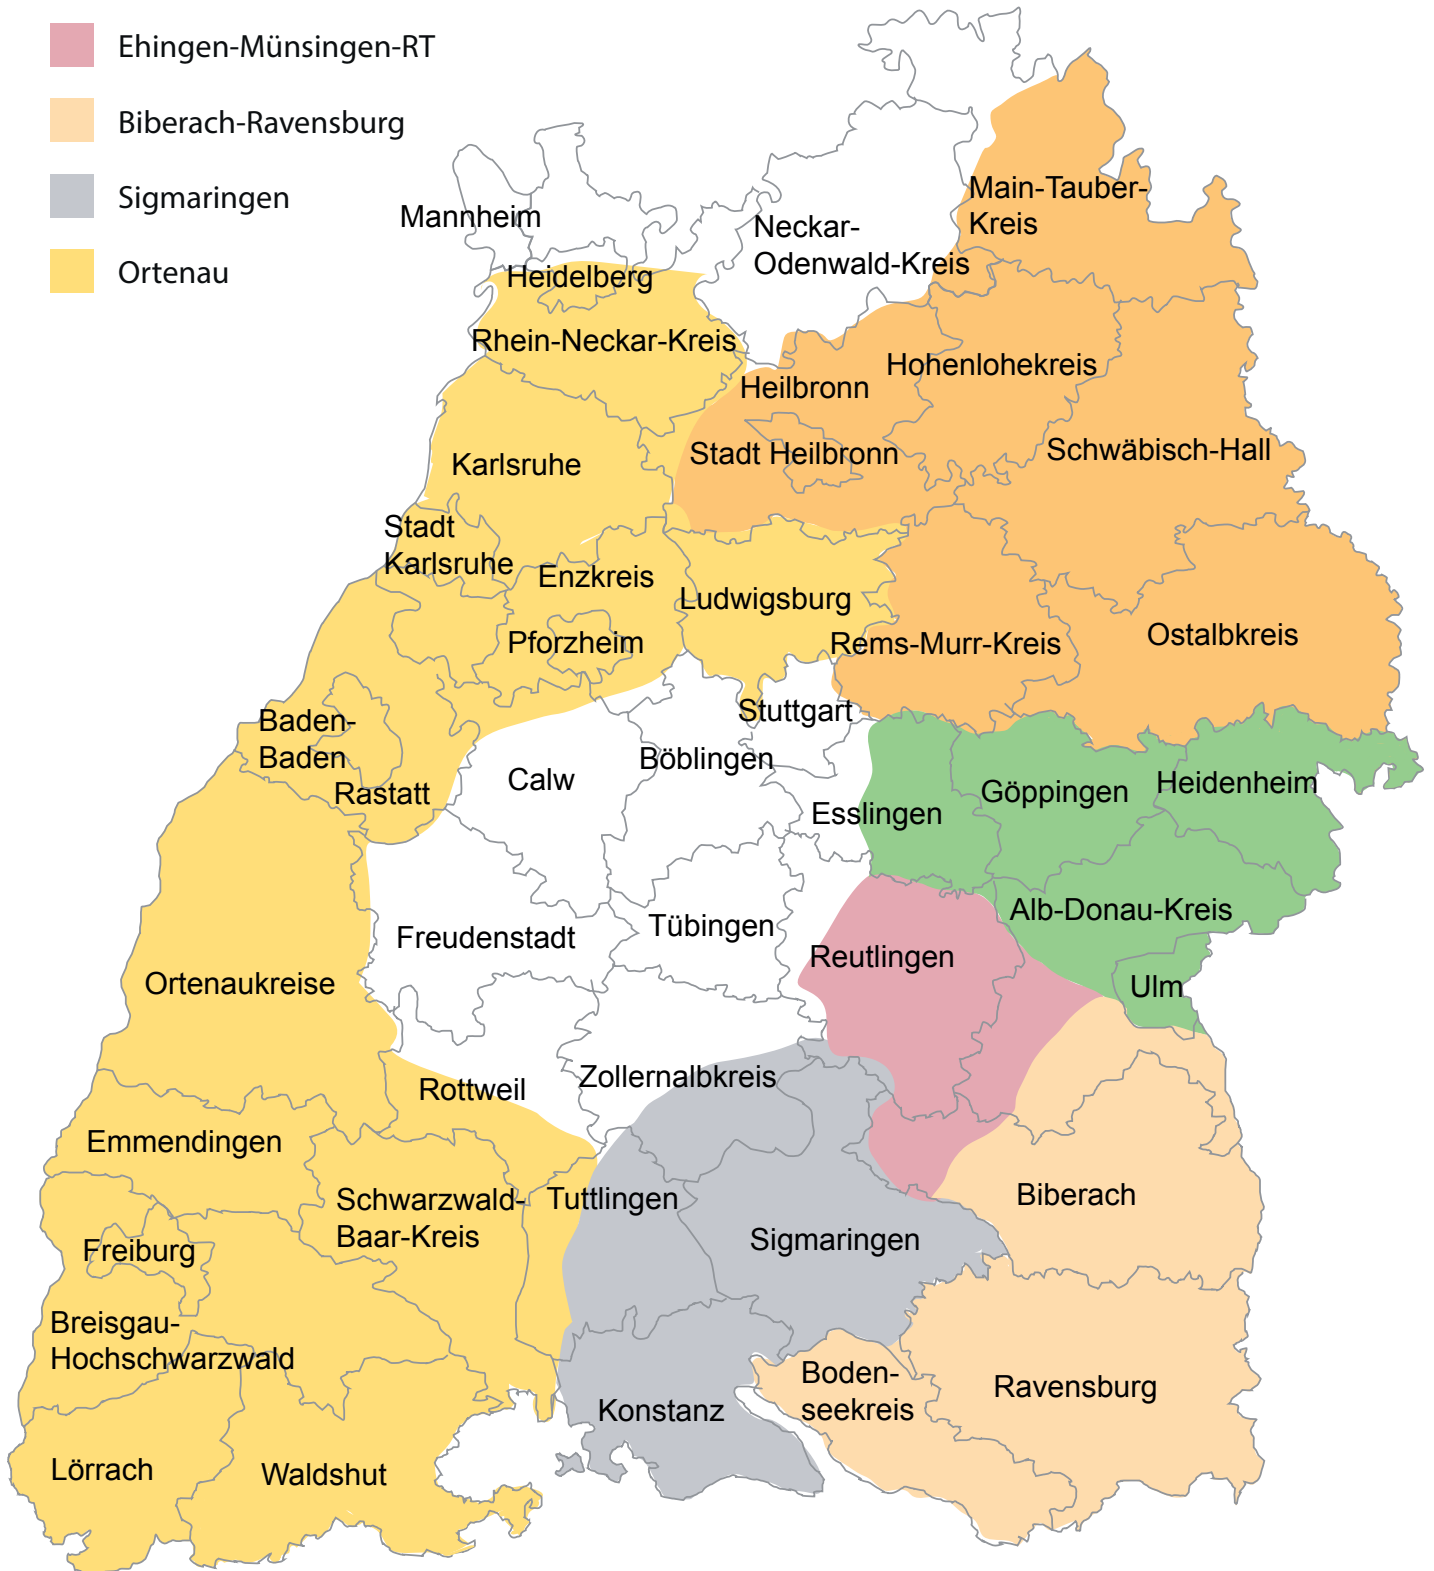 Ehingen-Münsingen-RT
Biberach-Ravensburg
Sigmaringen
Ortenau
Main-Tauber-
Kreis
Mannheim
Neckar-
Odenwald-Kreis
Heidelberg
Rhein-Neckar-Kreis
Hohenlohekreis
Heilbronn
Stadt Heilbronn
Schwäbisch-Hall
Karlsruhe
Stadt
Karlsruhe
Enzkreis
Ludwigsburg
Pforzheim
Rems-Murr-Kreis
Ostalbkreis
Baden-
Baden
Stuttgart
Böblingen
Calw
Rastatt
Esslingen
Göppingen
Heidenheim
Alb-Donau-Kreis
Freudenstadt
Tübingen
Reutlingen
Ortenaukreise
Ulm
Zollernalbkreis
Rottweil
Emmendingen
Schwarzwald-
Baar-Kreis
Tuttlingen
Biberach
Sigmaringen
Freiburg
Breisgau-
Hochschwarzwald
Boden-
seekreis
Ravensburg
Konstanz
Lörrach
Waldshut